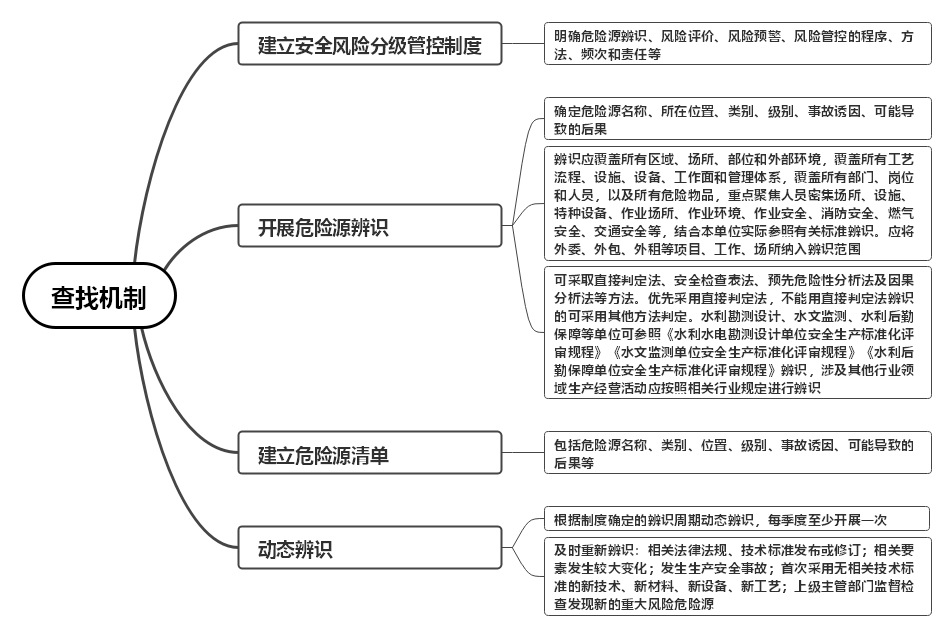 查找机制
建立安全风险分级管控制度
明确危险源辨识、风险评价、风险预警、风险管控的程序、方
法、频次和责任等
开展危险源辨识
确定危险源名称、所在位置、类别、级别、事故诱因、可能导
致的后果
辨识应覆盖所有区域、场所、部位和外部环境，覆盖所有工艺
流程、设施、设备、工作面和管理体系，覆盖所有部门、岗位
和人员，以及所有危险物品，重点聚焦人员密集场所、设施、
特种设备、作业场所、作业环境、作业安全、消防安全、燃气
安全、交通安全等，结合本单位实际参照有关标准辨识。应将
外委、外包、外租等项目、工作、场所纳入辨识范围
可采取直接判定法、安全检查表法、预先危险性分析法及因果
分析法等方法。优先采用直接判定法，不能用直接判定法辨识
的可采用其他方法判定。水利勘测设计、水文监测、水利后勤
保障等单位可参照《水利水电勘测设计单位安全生产标准化评
审规程》《水文监测单位安全生产标准化评审规程》《水利后
勤保障单位安全生产标准化评审规程》辨识，涉及其他行业领
域生产经营活动应按照相关行业规定进行辨识
建立危险源清单
包括危险源名称、类别、位置、级别、事故诱因、可能导致的
后果等
动态辨识
根据制度确定的辨识周期动态辨识，每季度至少开展一次
及时重新辨识：相关法律法规、技术标准发布或修订；相关要
素发生较大变化；发生生产安全事故；首次采用无相关技术标
准的新技术、新材料、新设备、新工艺；上级主管部门监督检
查发现新的重大风险危险源